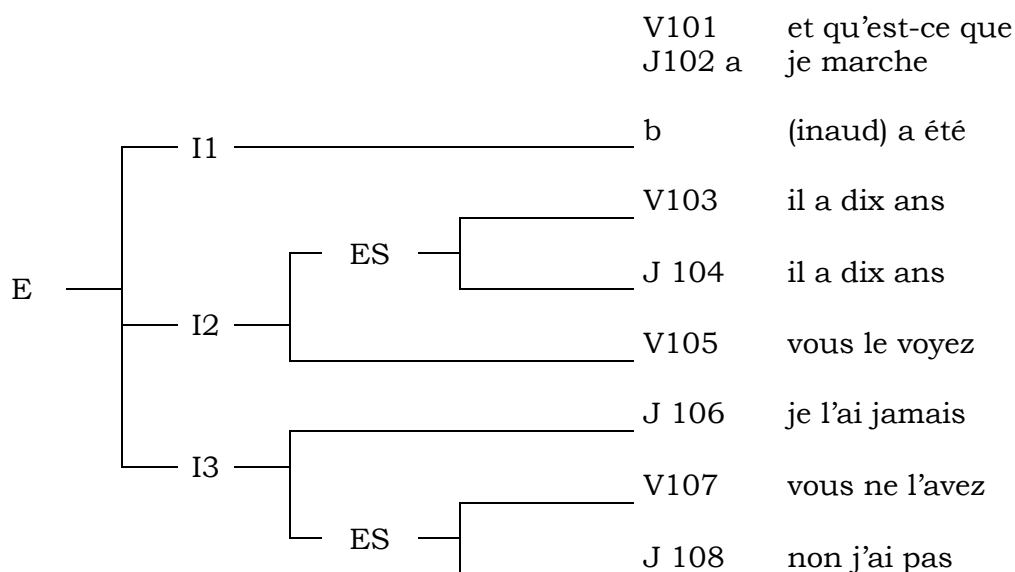 V101 et qu’est-ce que
J102 a je marche
b (inaud) a été
I1
V103 il a dix ans
ES
J 104 il a dix ans
E
I2
V105 vous le voyez
J 106 je l’ai jamais
I3
V107 vous ne l’avez
ES
J 108 non j’ai pas